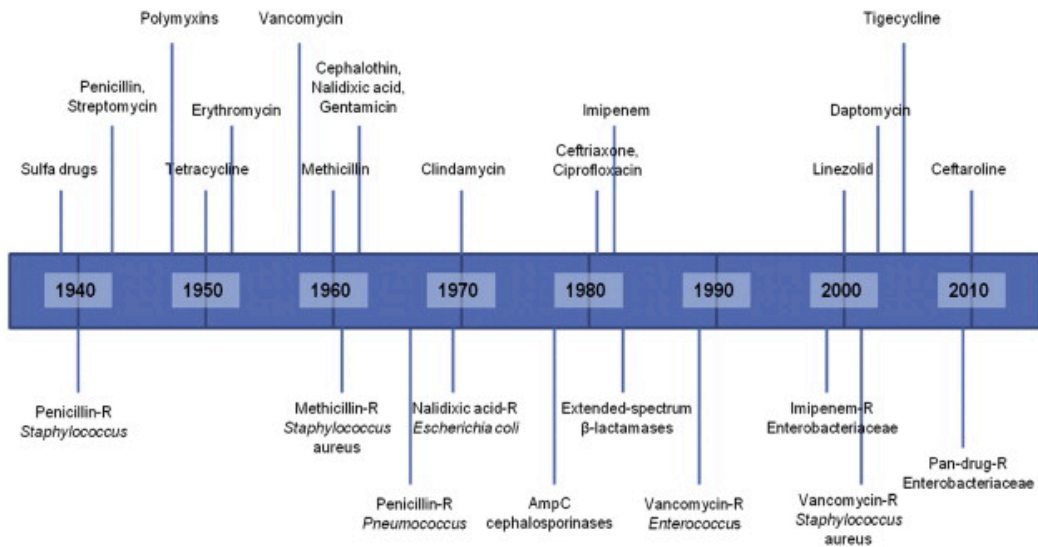 Polymyxins
Vancomycin
Tigecycline
Penicillin,
Streptomycin
Erythromycin
Cephalothin,
Nalidixic acid,
Gentamicin
Imipenem
Daptomycin
Sulfa drugs
Tetracycline
Methicillin
Clindamycin
Ceftriaxone,
Ciprofloxacin
Linezolid
Ceftaroline
1940
1950
1960
1970
1980
1990
2000
2010
Penicillin-R
Staphylococcus
Methicillin-R
Staphylococcus
aureus
Nalidixic acid-R
Escherichia coli
Extended-spectrum
β-lactamases
Imipenem-R
Enterobacteriaceae
Pan-drug-R
Enterobacteriaceae
Penicillin-R
Pneumococcus
AmpC
cephalosporinases
Vancomycin-R
Enterococcus
Vancomycin-R
Staphylococcus
aureus